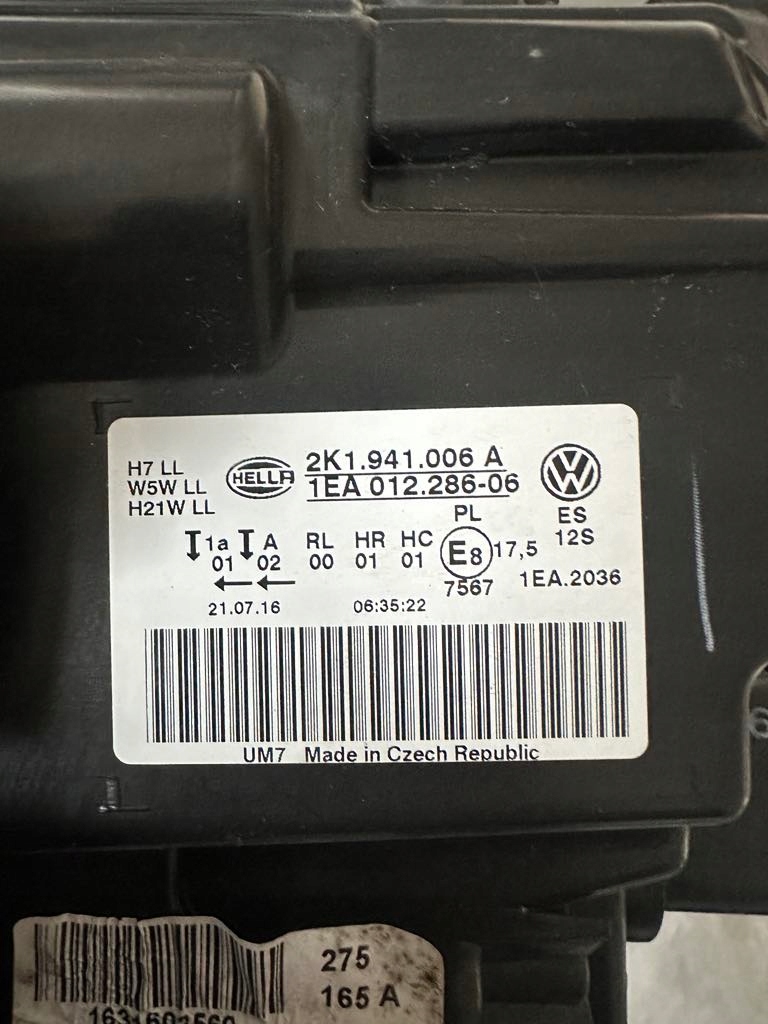 H7 LL
W5W LL
H21W LL
HELLA
2K1.941.006 A
1EA 012.286-06
VW
PL
ES
12S
1a A RL HR HC
01 02 00 01 01
E8 17,5
7567
1EA.2036
21.07.16 06:35:22
UM7 Made in Czech Republic
275
165 A